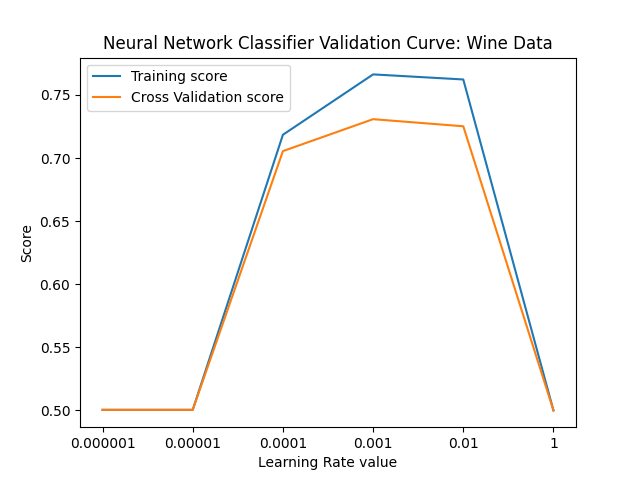 Neural Network Classifier Validation Curve: Wine Data
Training score
Cross Validation score
0.75
0.70
0.65
0.60
0.55
0.50
Score
0.000001
0.00001
0.0001
0.001
0.01
1
Learning Rate value